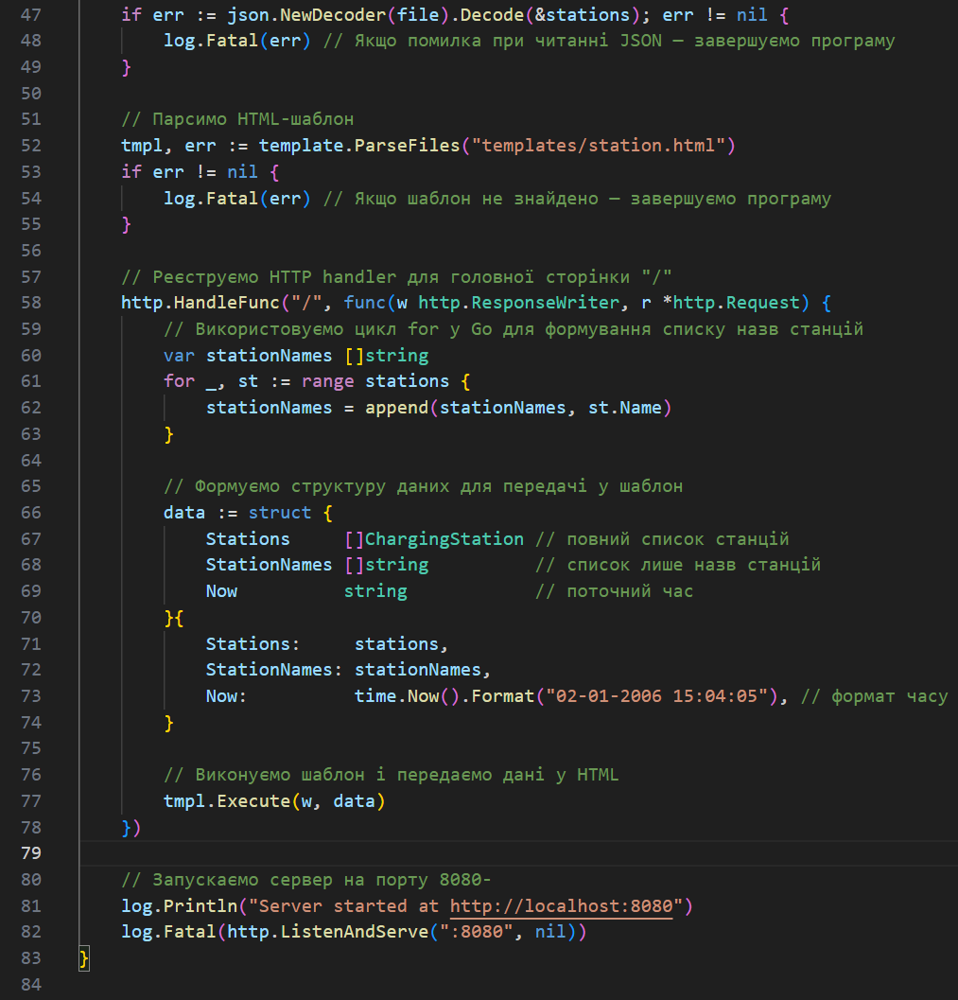 47 if err := json.NewDecoder(file).Decode(&stations); err != nil {
48 log.Fatal(err) // Якщо помилка при читанні JSON — завершуємо програму
49 }
50
51 // Парсимо HTML-шаблон
52 tmpl, err := template.ParseFiles("templates/station.html")
53 if err != nil {
54 log.Fatal(err) // Якщо шаблон не знайдено — завершуємо програму
55 }
56
57 // Реєструємо HTTP handler для головної сторінки "/"
58 http.HandleFunc("/", func(w http.ResponseWriter, r *http.Request) {
59 // Використовуємо цикл for у Go для формування списку назв станцій
60 var stationNames []string
61 for _, st := range stations {
62 stationNames = append(stationNames, st.Name)
63 }
64
65 // Формуємо структуру даних для передачі у шаблон
66 data := struct {
67 Stations []ChargingStation // повний список станцій
68 StationNames []string // список лише назв станцій
69 Now string // поточний час
70 }{
71 Stations: stations,
72 StationNames: stationNames,
73 Now: time.Now().Format("02-01-2006 15:04:05"), // формат часу
74 }
75
76 // Виконуємо шаблон і передаємо дані у HTML
77 tmpl.Execute(w, data)
78 })
79
80 // Запускаємо сервер на порту 8080-
81 log.Println("Server started at http://localhost:8080")
82 log.Fatal(http.ListenAndServe(":8080", nil))
83 }
84